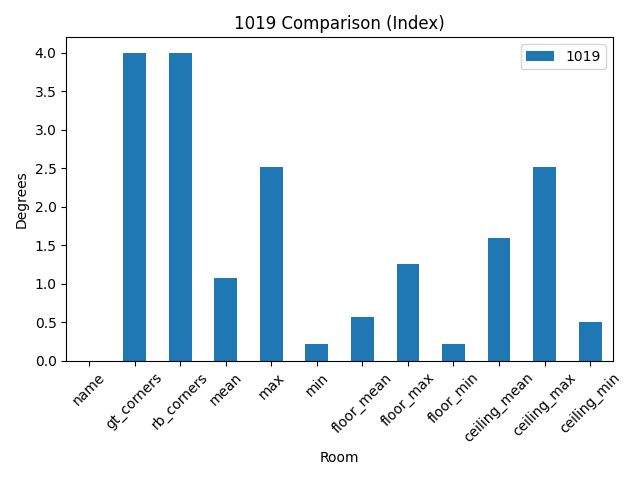 1019 Comparison (Index)
1019
4.0
3.5
3.0
2.5
2.0
1.5
1.0
0.5
0.0
Degrees
name
gt_corners
rb_corners
mean
max
min
floor_mean
floor_max
floor_min
ceiling_mean
ceiling_max
ceiling_min
Room